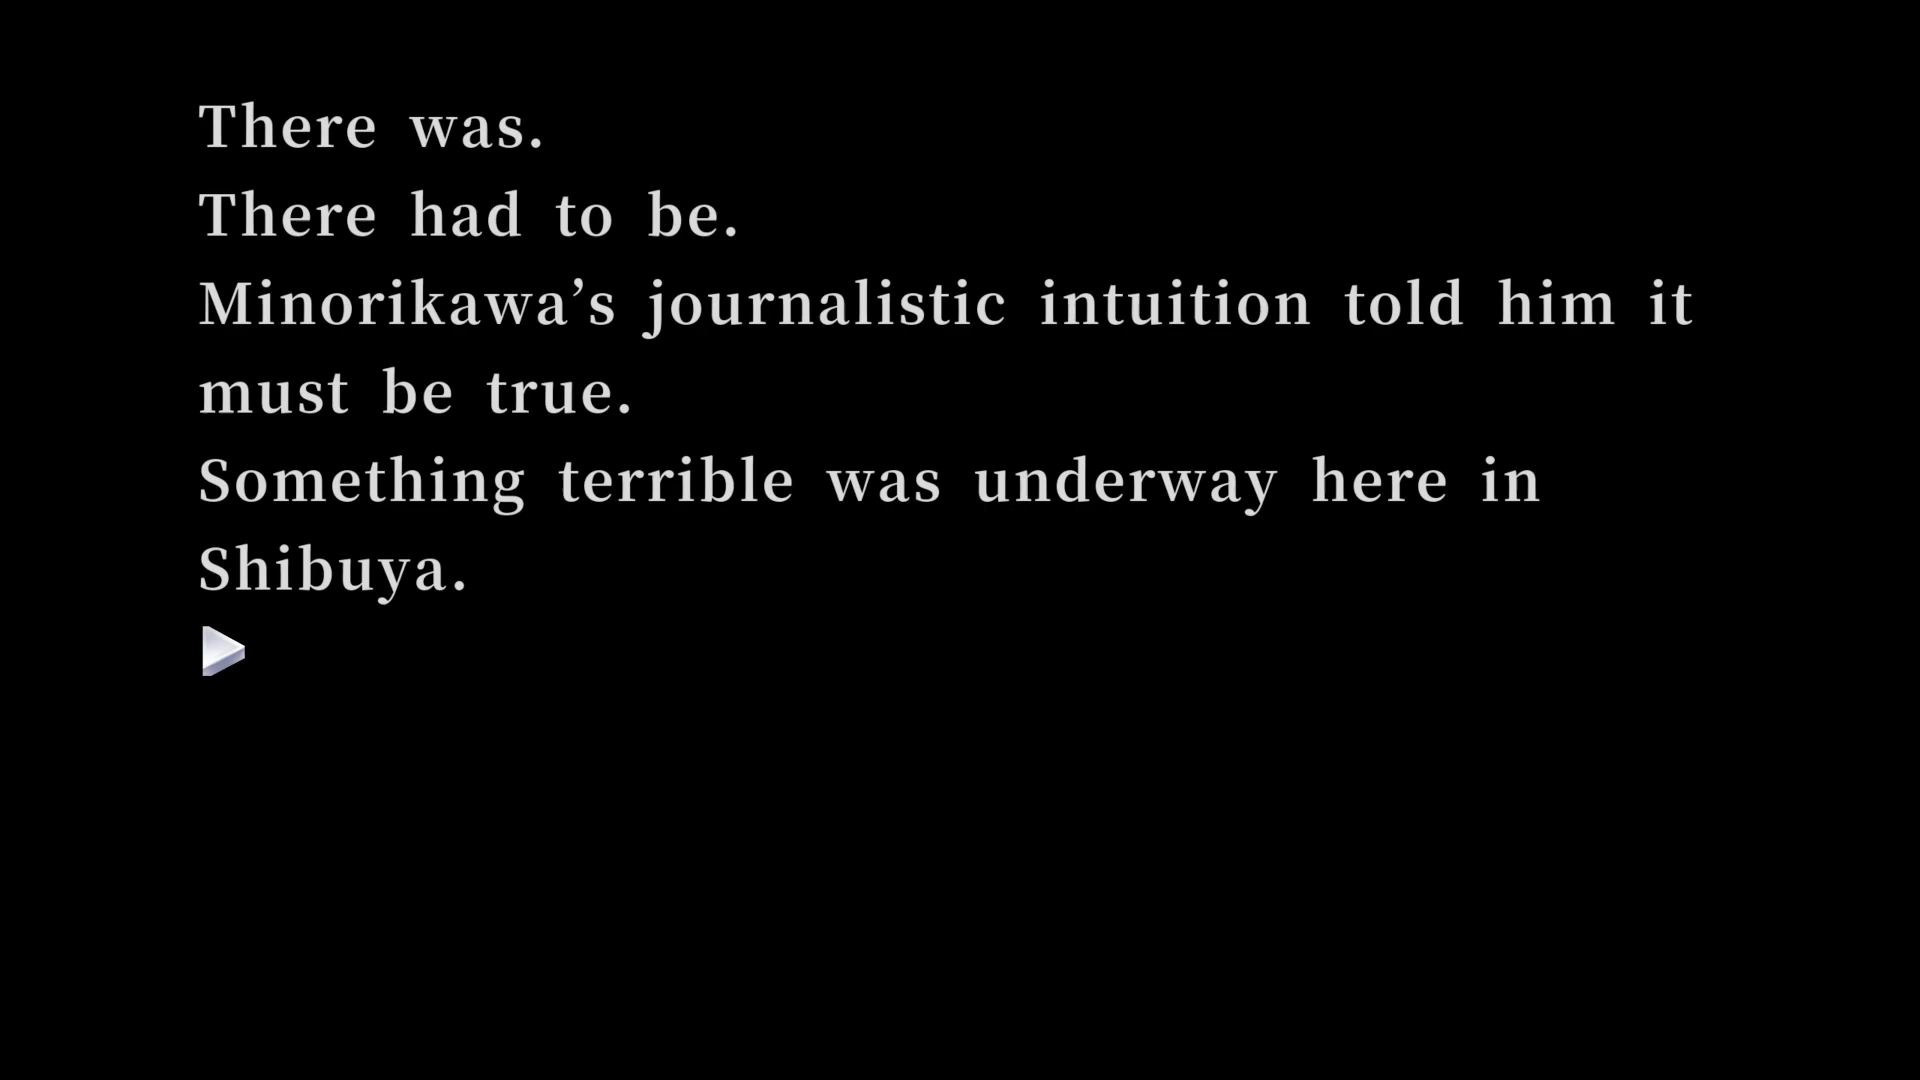 There was.
There had to be.
Minorikawa’s journalistic intuition told him it
must be true.
Something terrible was underway here in
Shibuya.